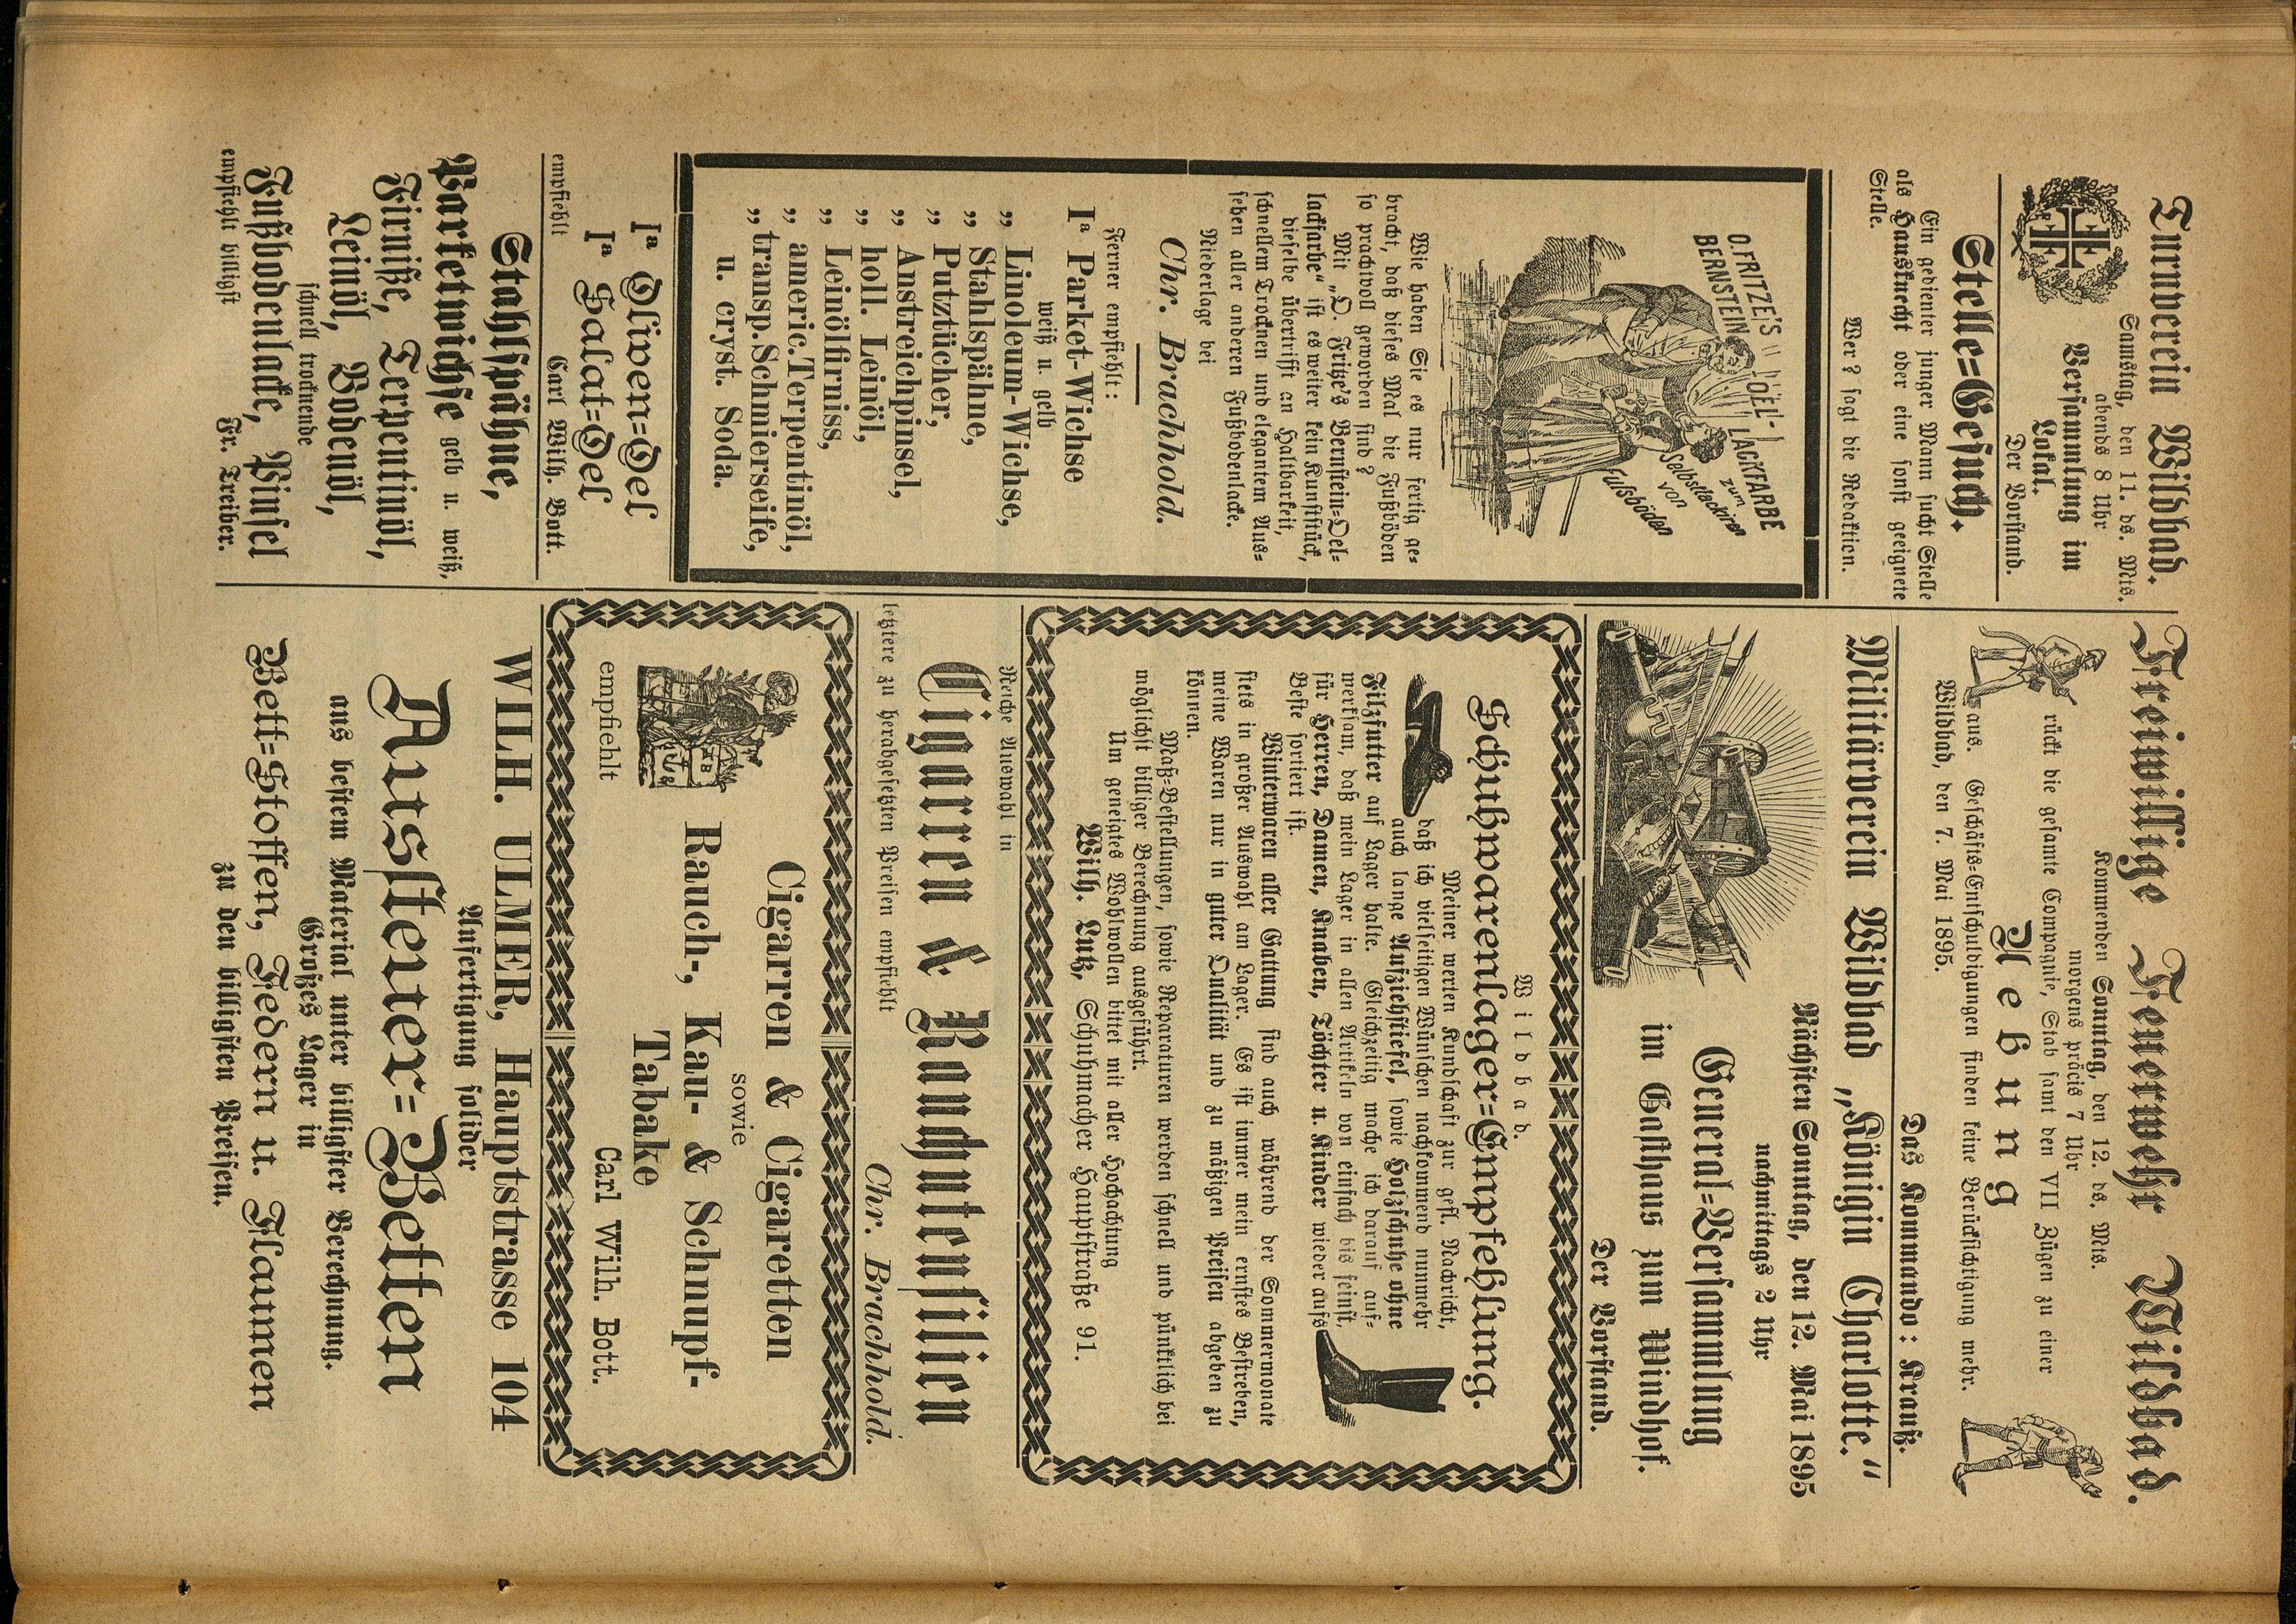 Turnverein Wildbad.
Samstag, den 11. ds. Mts.
abends 8 Uhr
Versammlung im
Lokal.
Der Vorstand.
Stelle=Gesuch.
Ein gedienter junger Mann sucht Stelle
als Hausknecht oder eine sonst geeignete
Stelle.
Wer? sagt die Redaktion.
O. FRITZE'S
BERNSTEIN
OEL-
LACKFARBE
zum
Selbstlackiren
von
Fußböden
Wie haben Sie es nur fertig ge=
bracht, daß dieses Mal die Fußböden
so prachtvoll geworden sind?
Mit „O. Fritze's Bernstein=Oel=
lackfarbe“ ist es weiter kein Kunststück,
dieselbe übertrifft an Haltbarkeit,
schnellem Trocknen und elegantem Aus=
sehen aller anderen Fußbodenlacke.
Niederlage bei
Chr. Brachhold.
Ferner empfiehlt:
Iª Parket-Wichse
weiß u. gelb
„ Linoleum-Wichse,
„ Stahlspähne,
„ Putztücher,
„ Anstreichpinsel,
„ holl. Leinöl,
„ Leinölfirniss,
„ americ. Terpentinöl,
„ transp. Schmierseife,
u. cryst. Soda.
Iª Oliven=Oel
Iª Salat=Oel
empfiehlt Carl Wilh. Bott.
Stahlspähne,
Parketwichse gelb u. weiß,
Firniße, Terpentinöl,
Leinöl, Bodenöl,
schnell trocknende
Fußbodenlacke, Pinsel
empfiehlt billigst Fr. Treiber.
Freiwillige Feuerwehr Wildbad.
Kommenden Sonntag, den 12. ds. Mts.
morgens präcis 7 Uhr
rückt die gesamte Compagnie, Stab samt den VII Zügen zu einer
Uebung
aus. Geschäfts=Entschuldigungen finden keine Berücksichtigung mehr.
Wildbad, den 7. Mai 1895.
Das Kommando: Krauß.
Militärverein Wildbad „Königin Charlotte.“
Nächsten Sonntag, den 12. Mai 1895
nachmittags 2 Uhr
General=Versammlung
im Gasthaus zum Windhof.
Der Vorstand.
Wildbad.
Schuhwarenlager=Empfehlung.
Meiner werten Kundschaft zur gefl. Nachricht,
daß ich vielseitigen Wünschen nachkommend nunmehr
auch lange Aufziehstiefel, sowie Holzschuhe ohne
Filzfutter auf Lager halte. Gleichzeitig mache ich darauf auf=
merksam, daß mein Lager in allen Artikeln von einfach bis feinst,
für Herren, Damen, Knaben, Töchter u. Kinder wieder aufs
Beste sortiert ist.
Winterwaren aller Gattung sind auch während der Sommermonate
stets in großer Auswahl am Lager. Es ist immer mein ernstes Bestreben,
meine Waren nur in guter Qualität und zu mäßigen Preisen abgeben zu
können.
Maß=Bestellungen, sowie Reparaturen werden schnell und pünktlich bei
möglichst billiger Berechnung ausgeführt.
Um geneigtes Wohlwollen bittet mit aller Hochachtung
Wilh. Lutz, Schuhmacher Hauptstraße 91.
Reiche Auswahl in
Cigarren & Rauchutensilien
letztere zu herabgesetzten Preisen empfiehlt
Chr. Brachhold.
Cigarren & Cigaretten
sowie
Rauch-, Kau- & Schnupf-
Tabake
empfiehlt
Carl Wilh. Bott.
WILH. ULMER, Hauptstrasse 104
Anfertigung solider
Aussteuer=Betten
aus bestem Material unter billigster Berechnung.
Großes Lager in
Bett=Stoffen, Federn u. Flaumen
zu den billigsten Preisen.